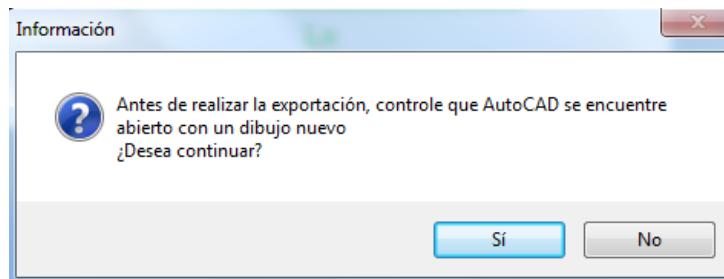 Información
Antes de realizar la exportación, controle que AutoCAD se encuentre
abierto con un dibujo nuevo
¿Desea continuar?
Sí
No